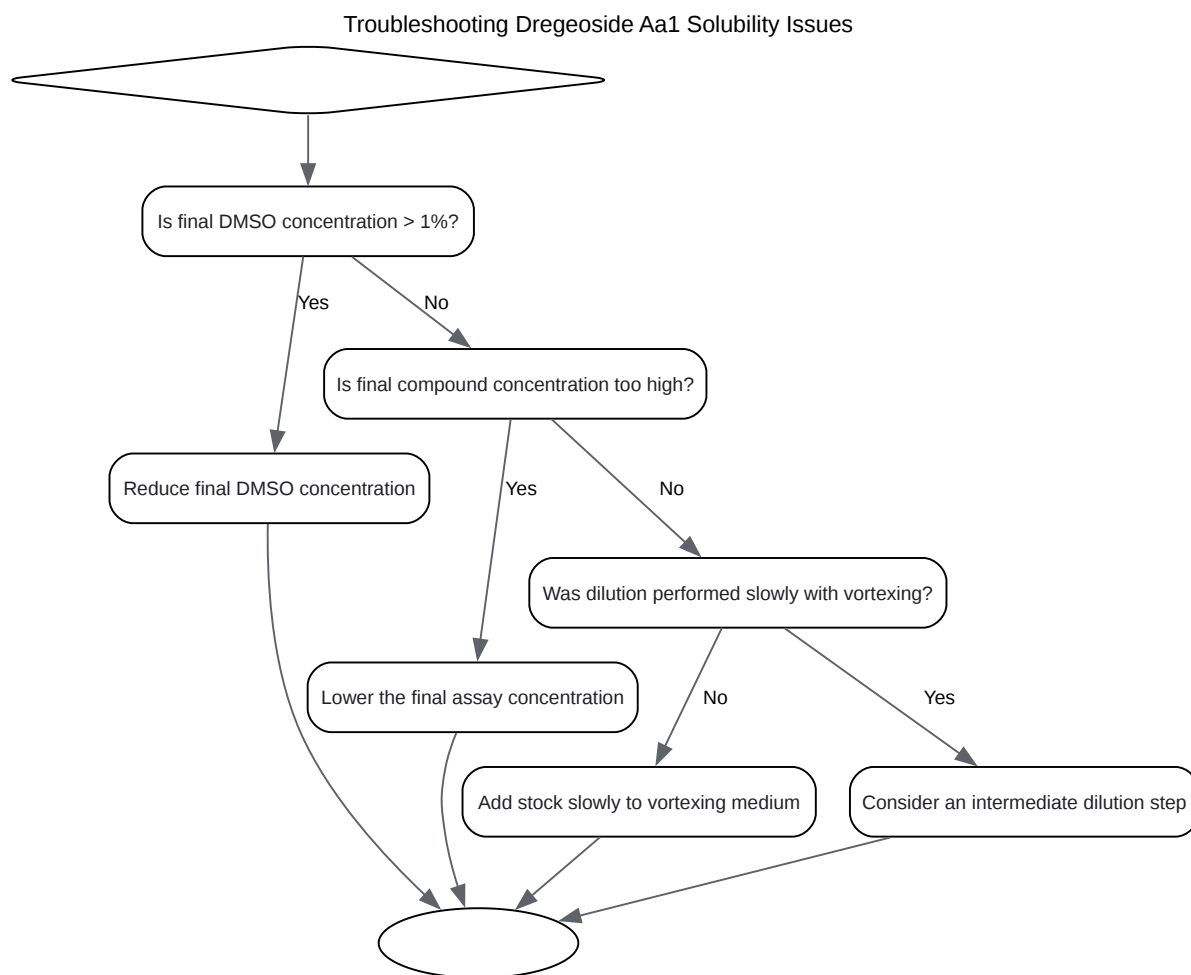 Troubleshooting Dregeoside Aa1 Solubility Issues
Is final DMSO concentration > 1%?
Yes
No
Is final compound concentration too high?
Reduce final DMSO concentration
Yes
No
Was dilution performed slowly with vortexing?
Lower the final assay concentration
No
Yes
Add stock slowly to vortexing medium
Consider an intermediate dilution step